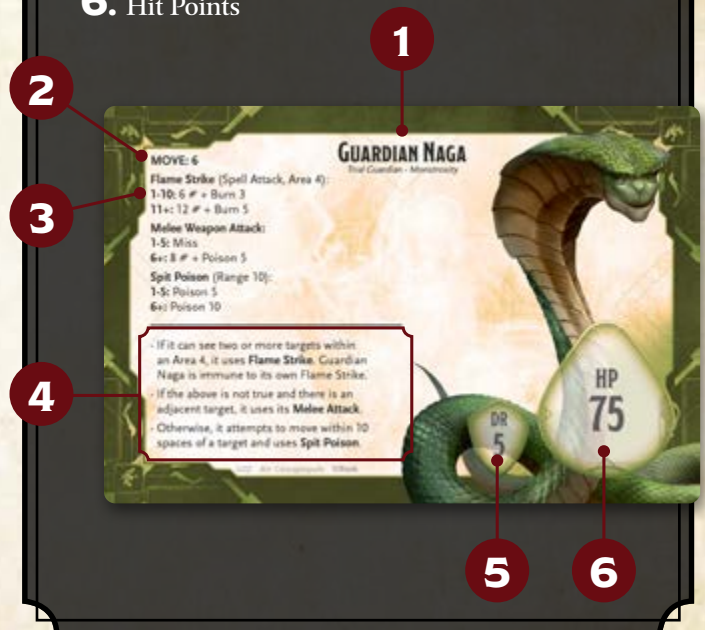 6. Hit Points
1
2
3
4
5
6
GUARDIAN NAGA
Trial Guardian - Monstrosity
MOVE: 6
Flame Strike (Spell Attack, Area 4):
1-10: 6 + Burn 3
11+: 12 + Burn 5
Melee Weapon Attack:
1-5: Miss
6+: 8 + Poison 5
Spit Poison (Range 10):
1-5: Poison 5
6+: Poison 10
- If it can see two or more targets within
an Area 4, it uses Flame Strike. Guardian
Naga is immune to its own Flame Strike.
- If the above is not true and there is an
adjacent target, it uses its Melee Attack.
- Otherwise, it attempts to move within 10
spaces of a target and uses Spit Poison.
DR
5
HP
75